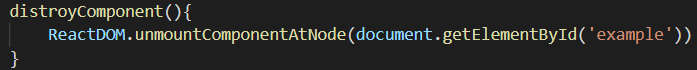 distroyComponent(){
ReactDOM.unmountComponentAtNode(document.getElementById('example'))
}